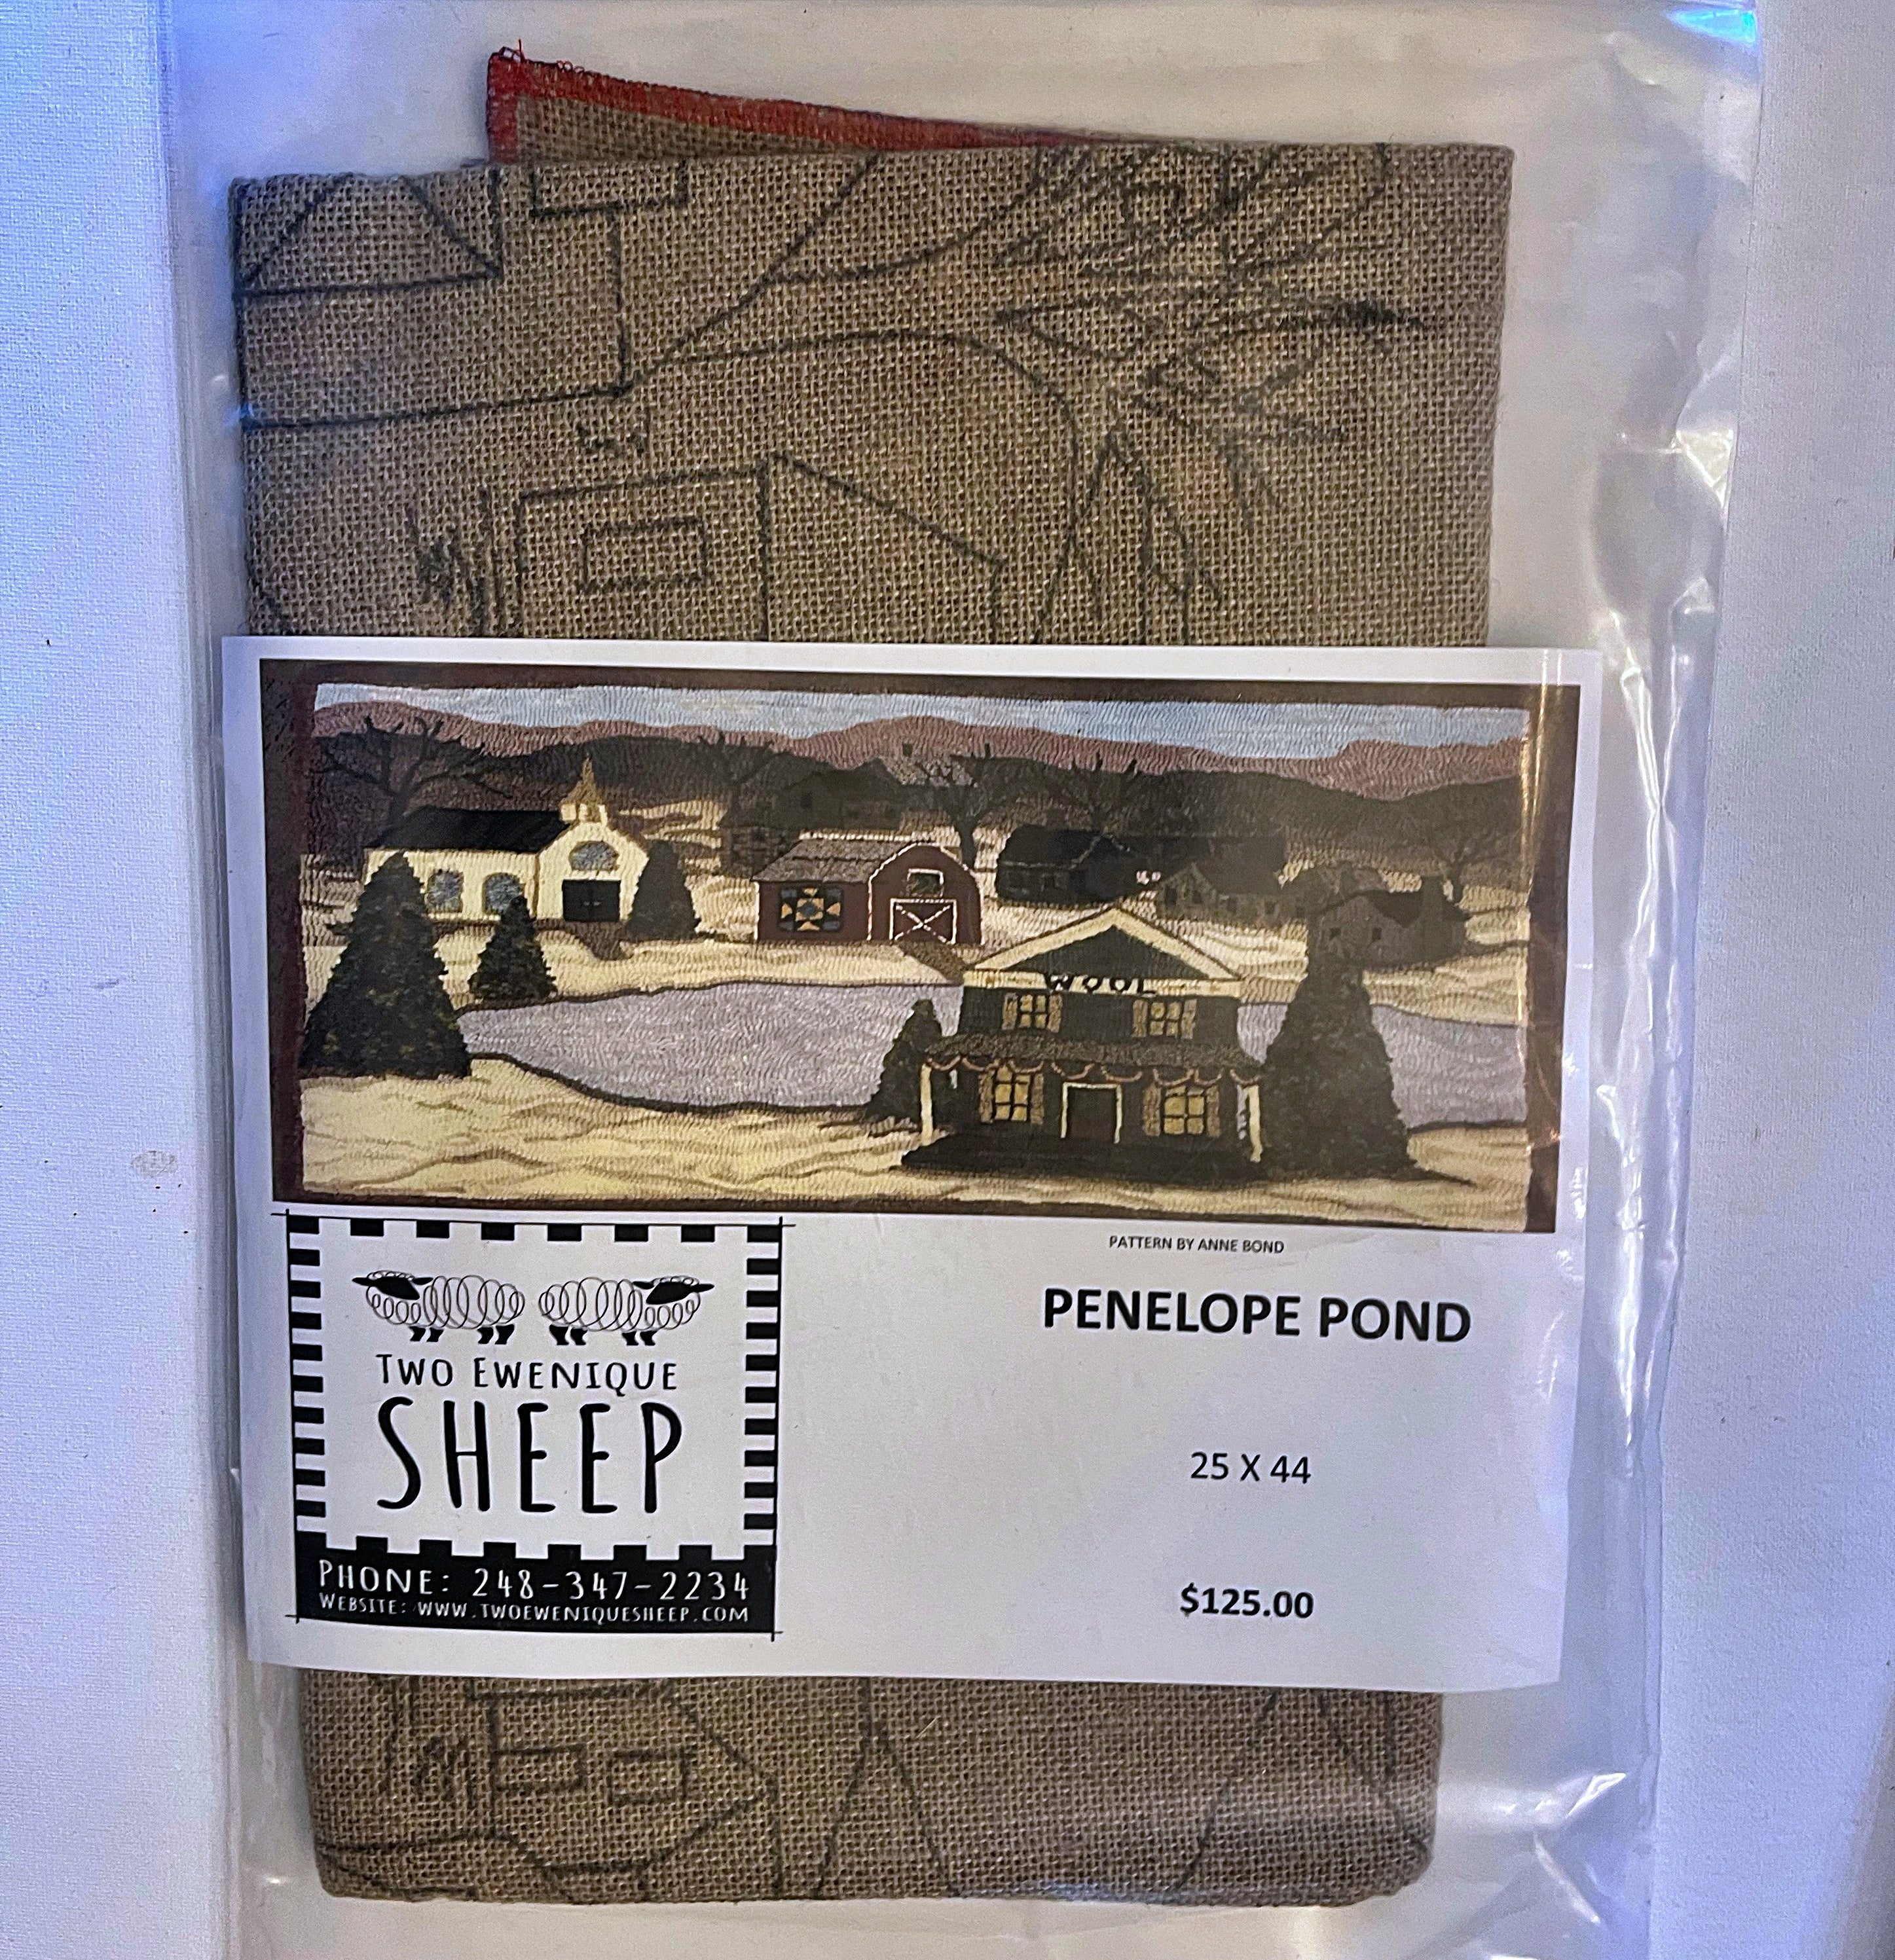 WOOL
PATTERN BY ANNE BOND
PENELOPE POND
25 X 44
$125.00
TWO EWENIQUE
SHEEP
PHONE: 248-347-2234
WEBSITE: WWW.TWOEWENIQUESHEEP.COM